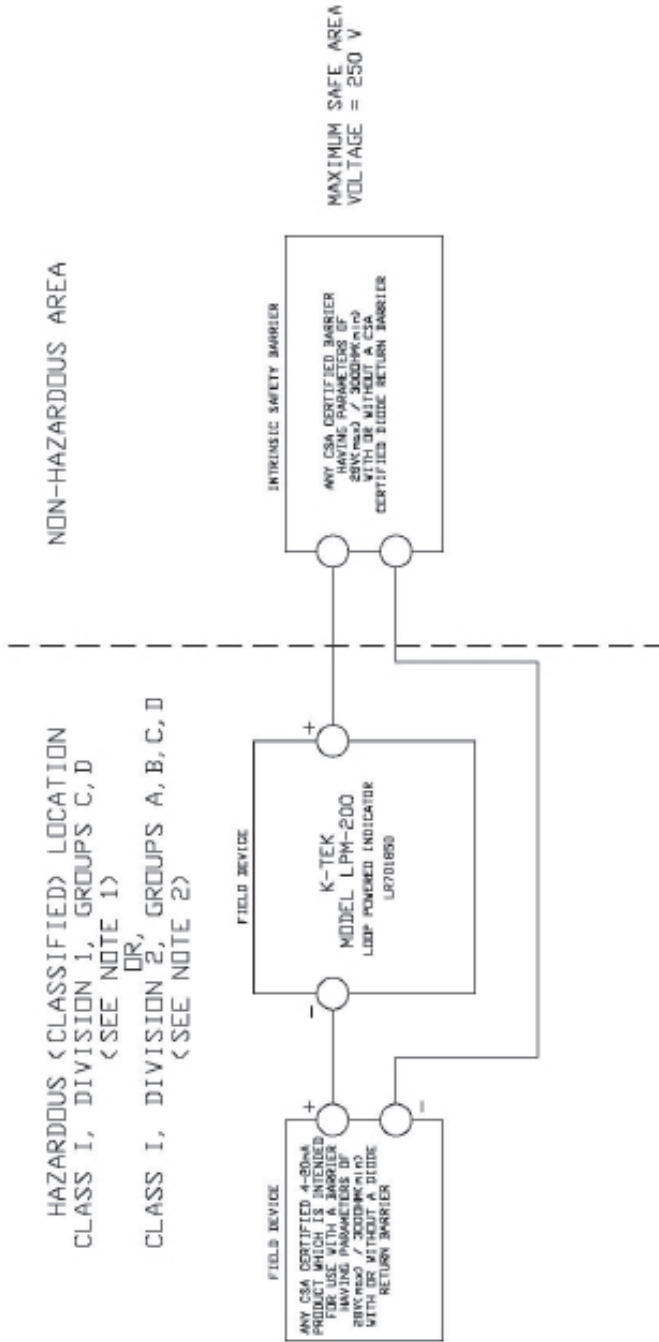 HAZARDOUS (CLASSIFIED) LOCATION
CLASS I, DIVISION 1, GROUPS C,D
(SEE NOTE 1)
OR,
CLASS I, DIVISION 2, GROUPS A,B,C,D
(SEE NOTE 2)
NON-HAZARDOUS AREA
FIELD DEVICE
ANY CSA CERTIFIED 4-20mA
PRODUCT WHICH IS INTENDED
FOR USE WITH A BARRIER
HAVING PARAMETERS OF
28V(max) / 300OHM(min)
WITH OR WITHOUT A DIODE
RETURN BARRIER
+
-
FIELD DEVICE
-
+
K-TEK
MODEL LPM-200
LOOP POWERED INDICATOR
LR701850
INTRINSIC SAFETY BARRIER
ANY CSA CERTIFIED BARRIER
HAVING PARAMETERS OF
28V(max) / 300OHM(min)
WITH OR WITHOUT A CSA
CERTIFIED DIODE RETURN BARRIER
MAXIMUM SAFE AREA
VOLTAGE = 250 V